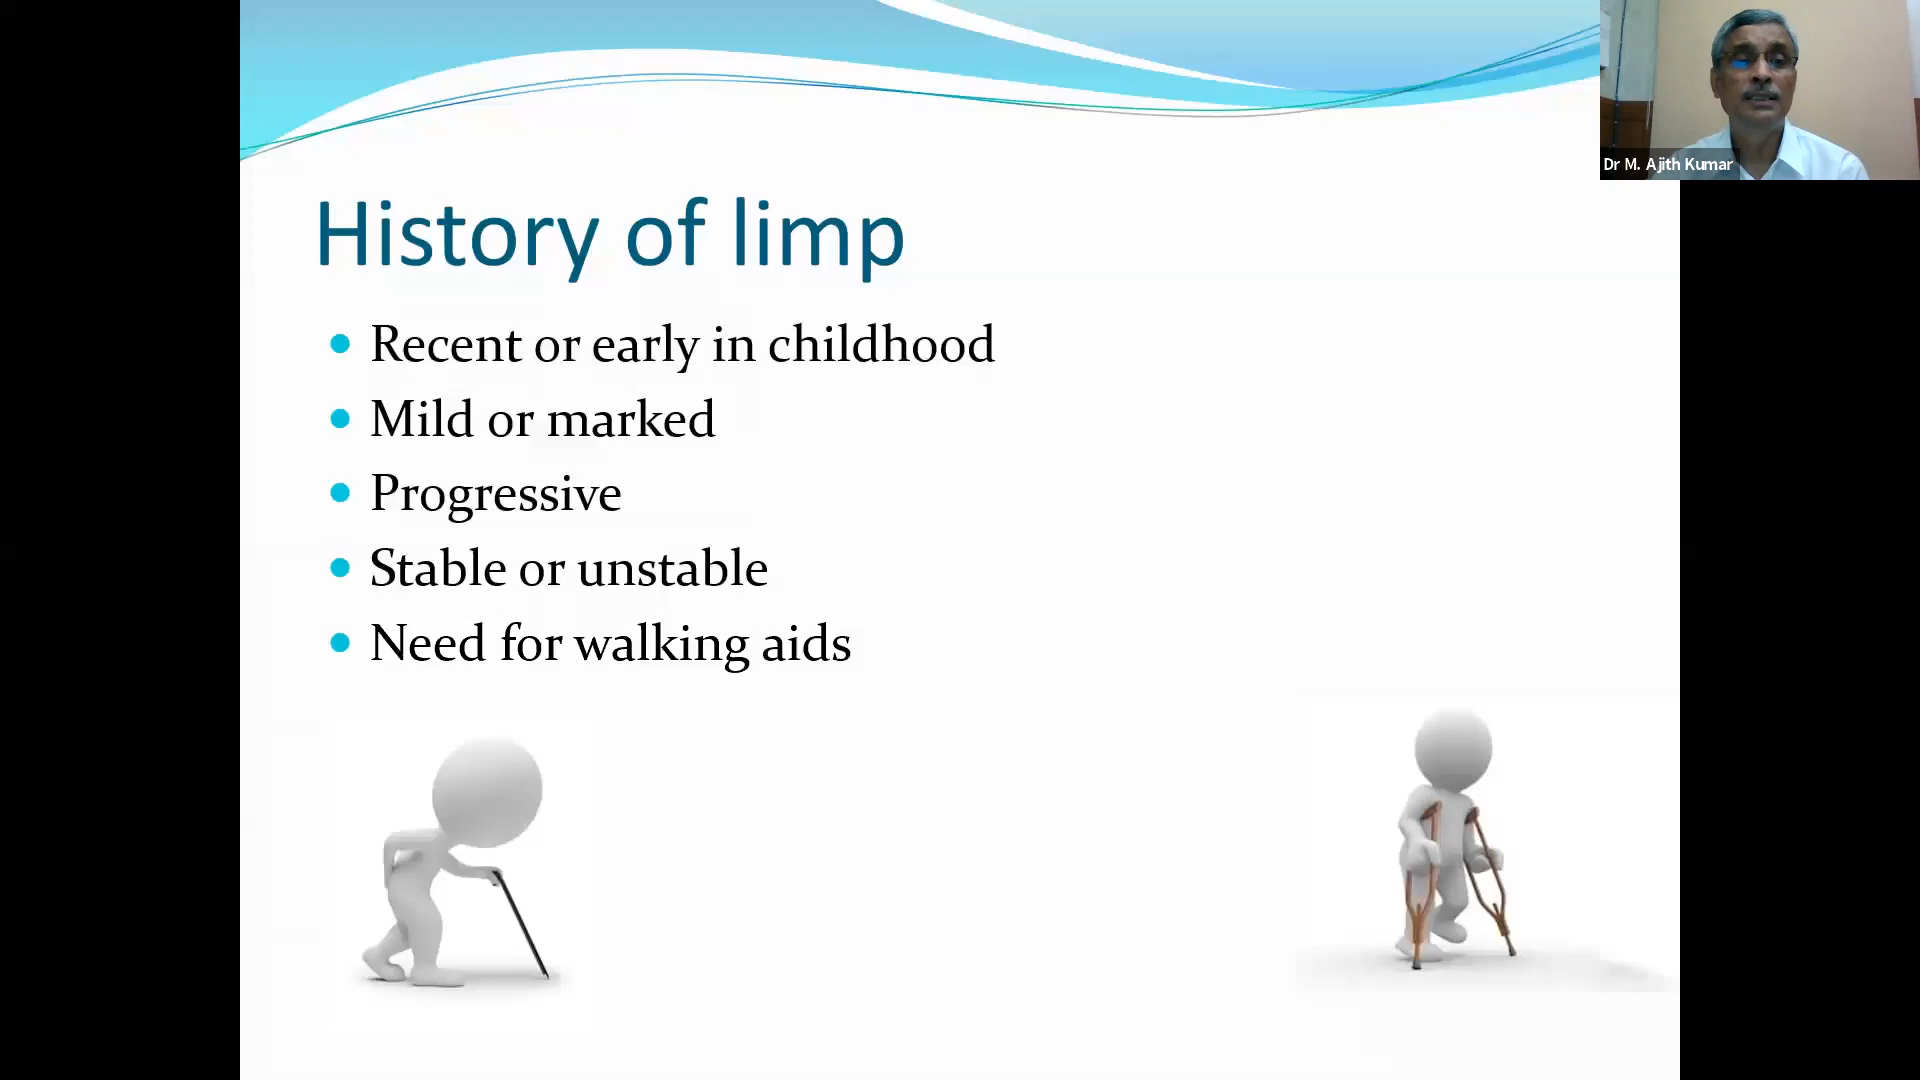 Dr M. Ajith Kumar
History of limp
Recent or early in childhood
Mild or marked
Progressive
Stable or unstable
Need for walking aids